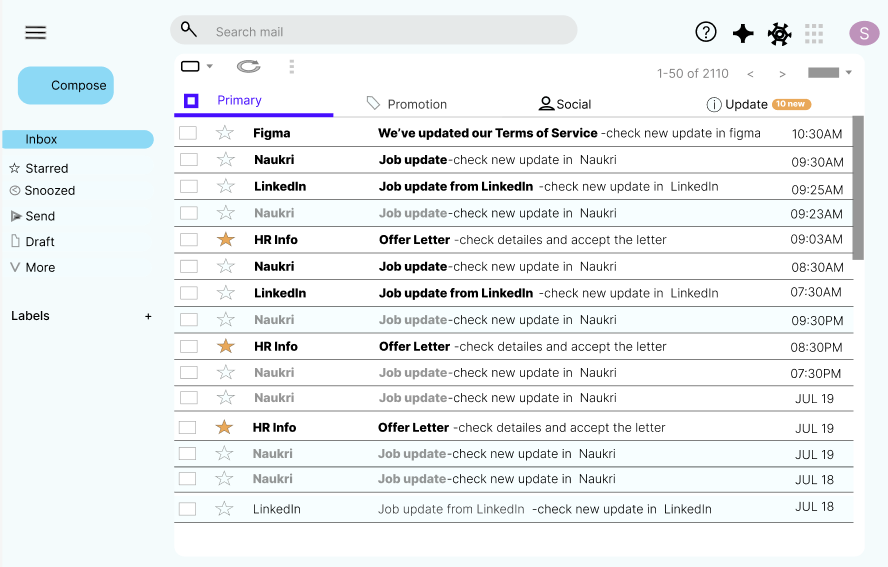 Search mail
?
S
Compose
1-50 of 2110 < >
Primary
Promotion
Social
Update 10 new
Inbox
Starred
Snoozed
Send
Draft
More
Labels +
Figma We’ve updated our Terms of Service -check new update in figma 10:30AM
Naukri Job update-check new update in Naukri 09:30AM
LinkedIn Job update from LinkedIn -check new update in LinkedIn 09:25AM
Naukri Job update-check new update in Naukri 09:23AM
HR Info Offer Letter -check detailes and accept the letter 09:03AM
Naukri Job update-check new update in Naukri 08:30AM
LinkedIn Job update from LinkedIn -check new update in LinkedIn 07:30AM
Naukri Job update-check new update in Naukri 09:30PM
HR Info Offer Letter -check detailes and accept the letter 08:30PM
Naukri Job update-check new update in Naukri 07:30PM
Naukri Job update-check new update in Naukri JUL 19
HR Info Offer Letter -check detailes and accept the letter JUL 19
Naukri Job update-check new update in Naukri JUL 19
Naukri Job update-check new update in Naukri JUL 18
LinkedIn Job update from LinkedIn -check new update in LinkedIn JUL 18